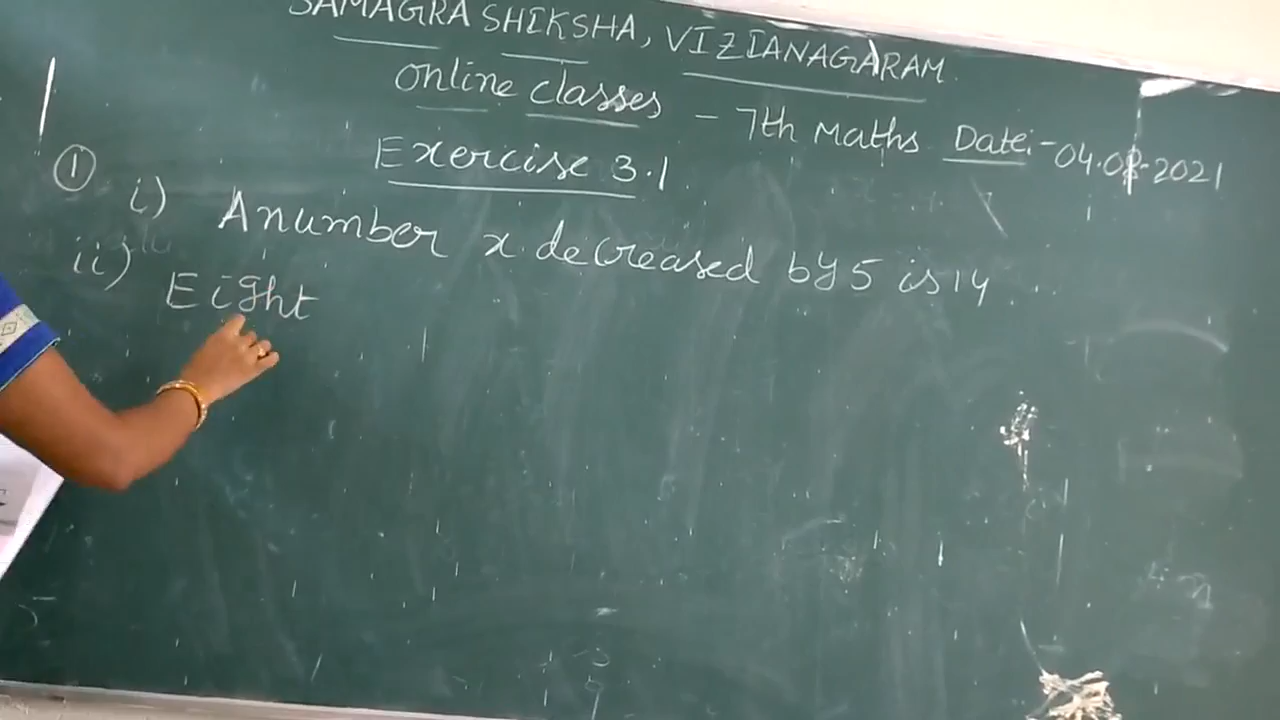 SAMAGRA SHIKSHA, VIZIANAGARAM
Online classes - 7th Maths Date:- 04.08.2021
Exercise 3.1
① i) A number x decreased by 5 is 14
ii) Eight